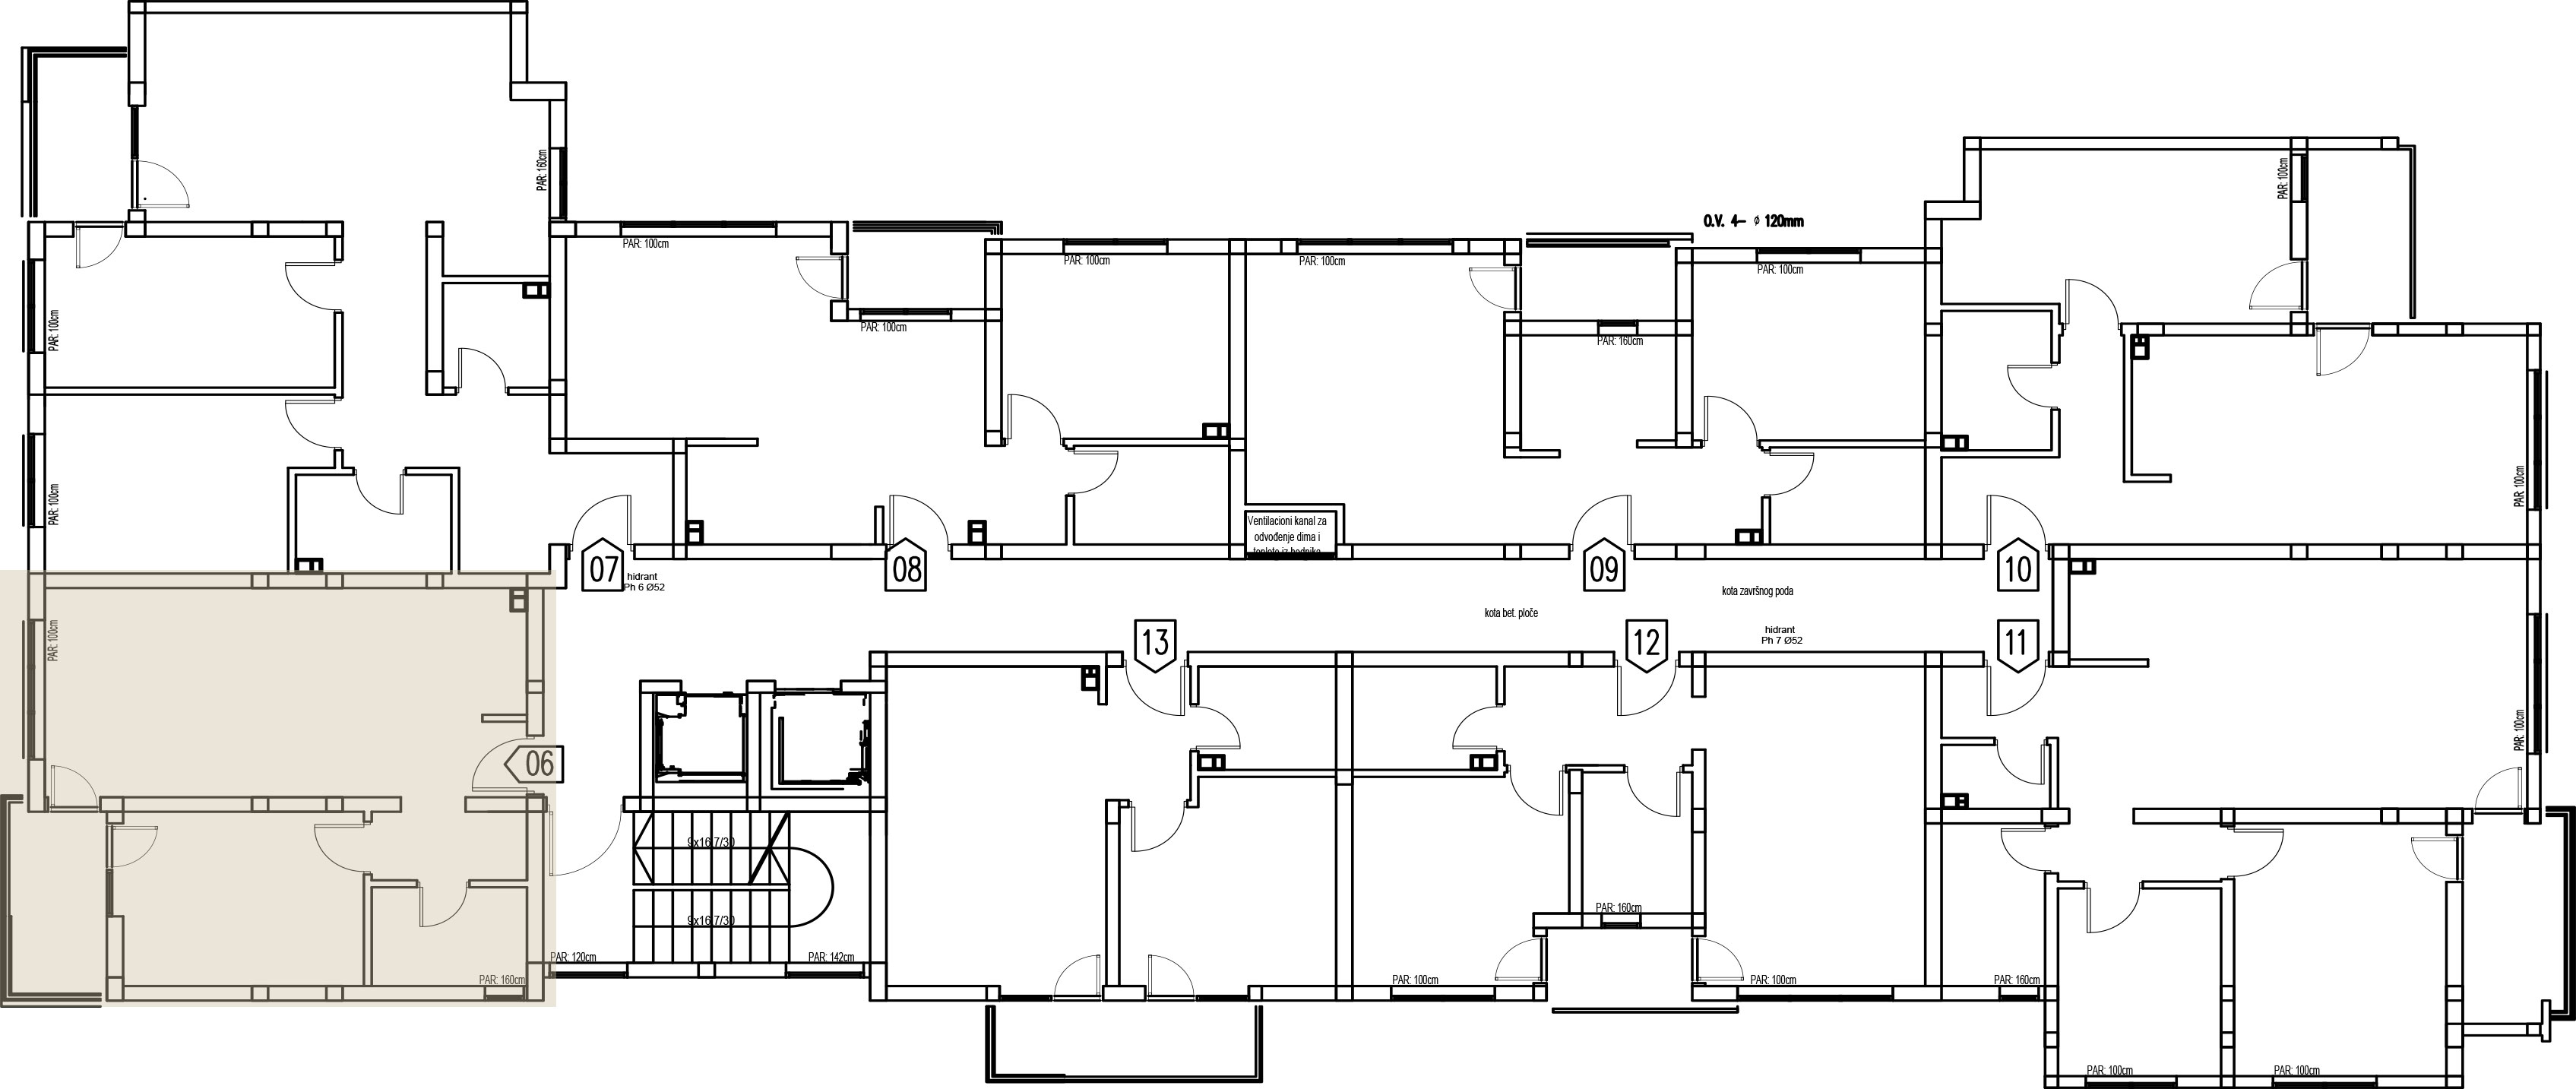 PAR: 160cm
PAR: 100cm
O.V. 4- ϕ 120mm
PAR: 100cm
PAR: 100cm
PAR: 100cm
PAR: 100cm
PAR: 100cm
PAR: 100cm
PAR: 100cm
PAR: 160cm
PAR: 100cm
PAR: 100cm
Ventilacioni kanal za
odvođenje dima i
toplote iz hodnika
07
hidrant
Ph 6 Ø52
08
09
10
kota završnog poda
kota bet. ploče
13
12
hidrant
Ph 7 Ø52
11
PAR: 100cm
PAR: 100cm
06
9x16.7/30
9x16.7/30
PAR: 160cm
PAR: 120cm
PAR: 142cm
PAR: 160cm
PAR: 100cm
PAR: 100cm
PAR: 160cm
PAR: 100cm
PAR: 100cm